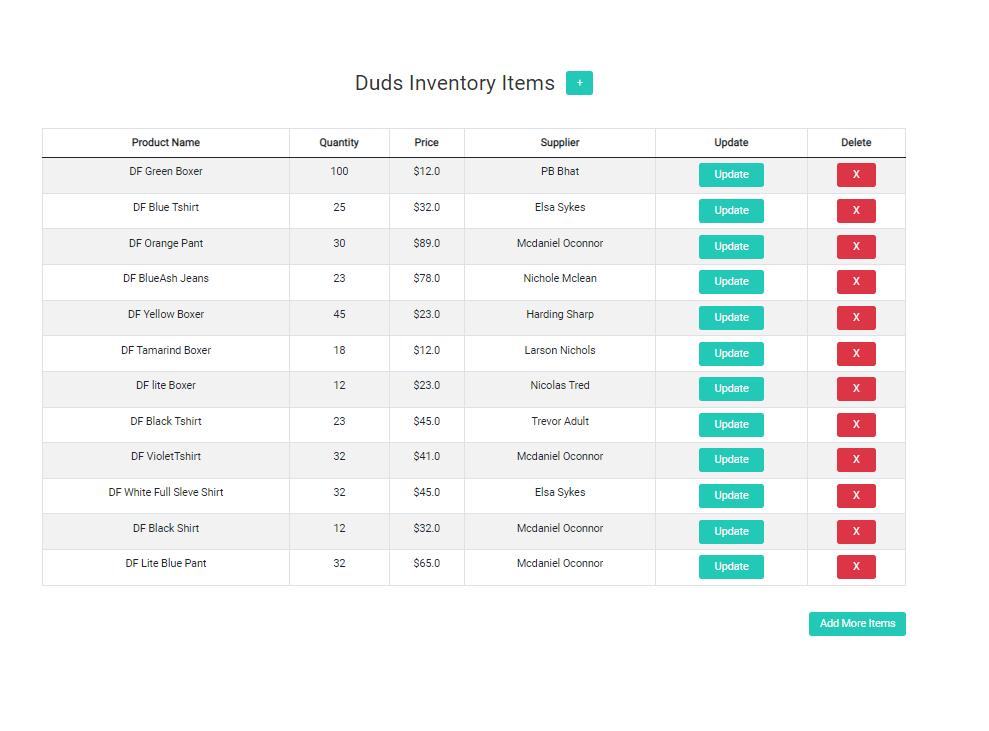 Duds Inventory Items +
Product Name Quantity Price Supplier Update Delete
DF Green Boxer 100 $12.0 PB Bhat Update X
DF Blue Tshirt 25 $32.0 Elsa Sykes Update X
DF Orange Pant 30 $89.0 Mcdaniel Oconnor Update X
DF BlueAsh Jeans 23 $78.0 Nichole Mclean Update X
DF Yellow Boxer 45 $23.0 Harding Sharp Update X
DF Tamarind Boxer 18 $12.0 Larson Nichols Update X
DF lite Boxer 12 $23.0 Nicolas Tred Update X
DF Black Tshirt 23 $45.0 Trevor Adult Update X
DF VioletTshirt 32 $41.0 Mcdaniel Oconnor Update X
DF White Full Sleve Shirt 32 $45.0 Elsa Sykes Update X
DF Black Shirt 12 $32.0 Mcdaniel Oconnor Update X
DF Lite Blue Pant 32 $65.0 Mcdaniel Oconnor Update X
Add More Items